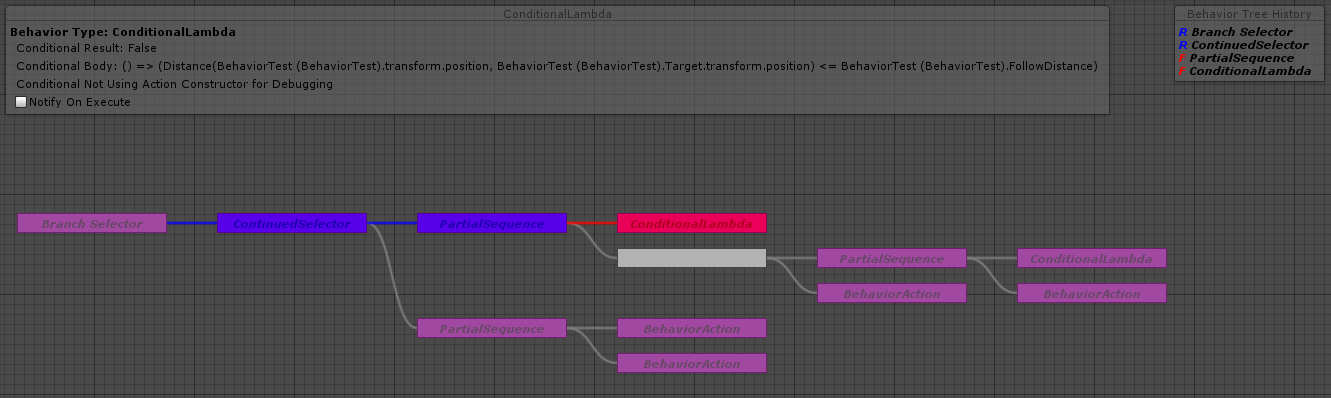 ConditionalLambda
Behavior Type: ConditionalLambda
Conditional Result: False
Conditional Body: () => (Distance(BehaviorTest (BehaviorTest).transform.position, BehaviorTest (BehaviorTest).Target.transform.position) <= BehaviorTest (BehaviorTest).FollowDistance)
Conditional Not Using Action Constructor for Debugging
Notify On Execute
Behavior Tree History
R Branch Selector
R ContinuedSelector
F PartialSequence
F ConditionalLambda
Branch Selector
ContinuedSelector
PartialSequence
ConditionalLambda
PartialSequence
ConditionalLambda
BehaviorAction
BehaviorAction
PartialSequence
BehaviorAction
BehaviorAction